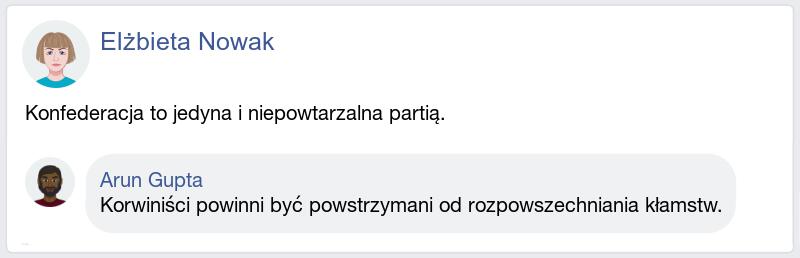 Elżbieta Nowak
Konfederacja to jedyna i niepowtarzalna partią.
Arun Gupta
Korwiniści powinni być powstrzymani od rozpowszechniania kłamstw.